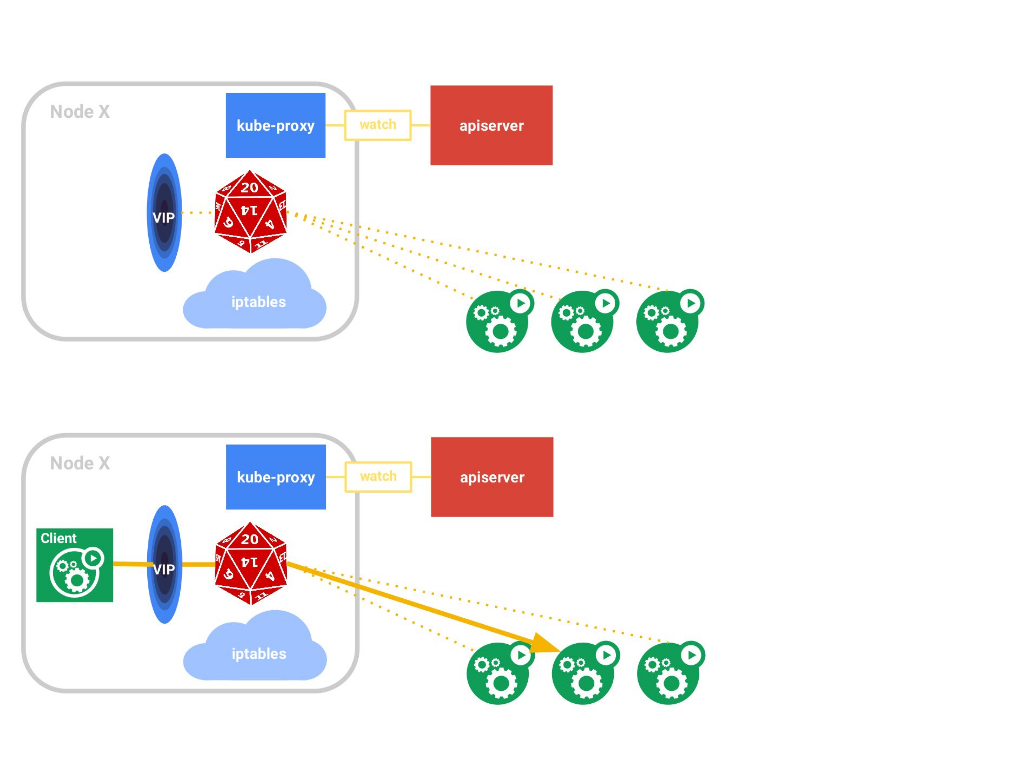 Node X
kube-proxy
watch
apiserver
VIP
20
14
6
4
iptables
Node X
kube-proxy
watch
apiserver
Client
VIP
20
14
6
4
iptables